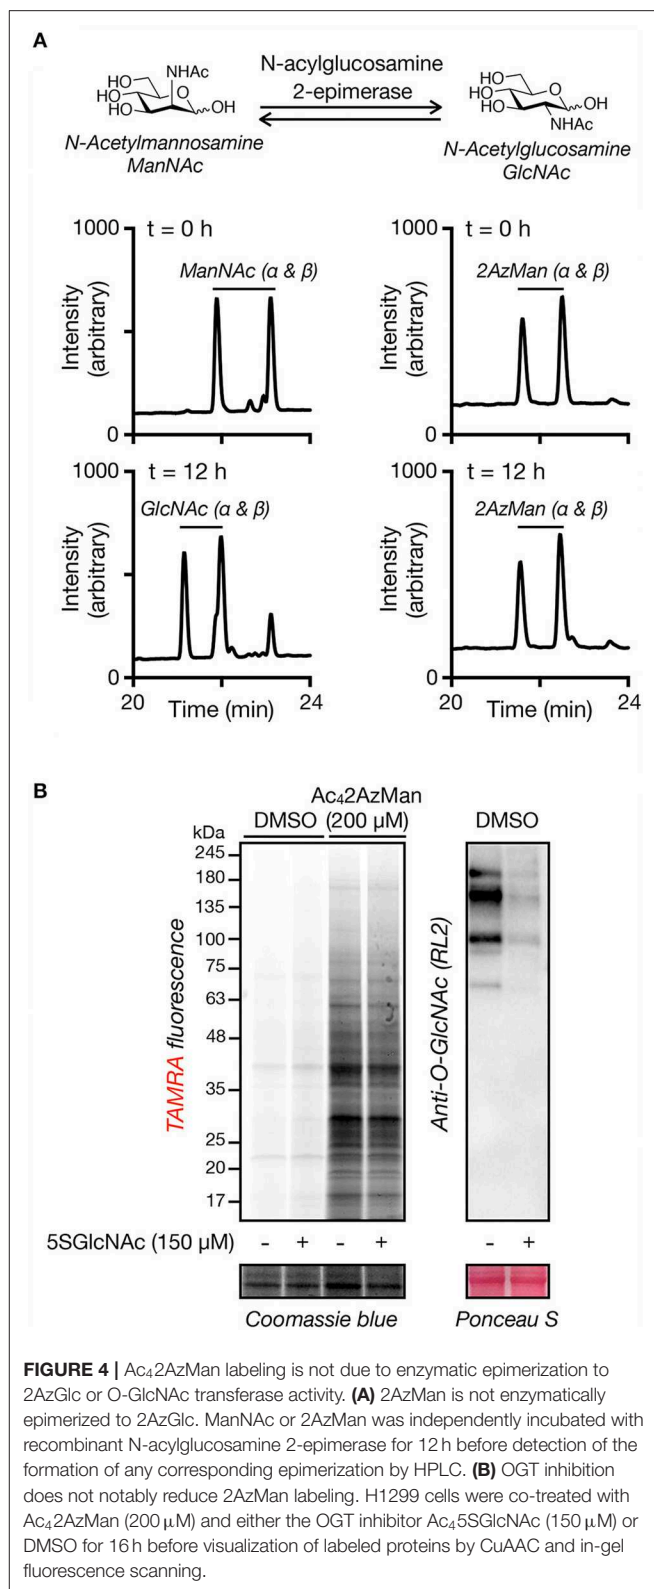 A
N-acylglucosamine
2-epimerase
HO
HO
HO
NHAc
O
OH
N-Acetylmannosamine
ManNAc
HO
HO
HO
O
OH
NHAc
N-Acetylglucosamine
GlcNAc
1000
t = 0 h
ManNAc (α & β)
Intensity
(arbitrary)
0
20
24
1000
t = 0 h
2AzMan (α & β)
Intensity
(arbitrary)
0
20
24
1000
t = 12 h
GlcNAc (α & β)
Intensity
(arbitrary)
0
20
Time (min)
24
1000
t = 12 h
2AzMan (α & β)
Intensity
(arbitrary)
0
20
Time (min)
24
B
Ac₄2AzMan
DMSO (200 μM)
kDa
245
180
135
100
75
63
48
35
25
20
17
TAMRA fluorescence
5SGlcNAc (150 μM) - + - +
Coomassie blue
DMSO
Anti-O-GlcNAc (RL2)
- +
Ponceau S
FIGURE 4 | Ac₄2AzMan labeling is not due to enzymatic epimerization to
2AzGlc or O-GlcNAc transferase activity. (A) 2AzMan is not enzymatically
epimerized to 2AzGlc. ManNAc or 2AzMan was independently incubated with
recombinant N-acylglucosamine 2-epimerase for 12 h before detection of the
formation of any corresponding epimerization by HPLC. (B) OGT inhibition
does not notably reduce 2AzMan labeling. H1299 cells were co-treated with
Ac₄2AzMan (200 μM) and either the OGT inhibitor Ac₄5SGlcNAc (150 μM) or
DMSO for 16 h before visualization of labeled proteins by CuAAC and in-gel
fluorescence scanning.